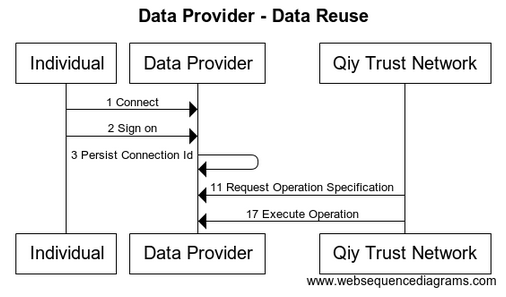 Data Provider - Data Reuse
Individual
Data Provider
Qiy Trust Network
1 Connect
2 Sign on
3 Persist Connection Id
11 Request Operation Specification
17 Execute Operation
Individual
Data Provider
Qiy Trust Network
www.websequencediagrams.com